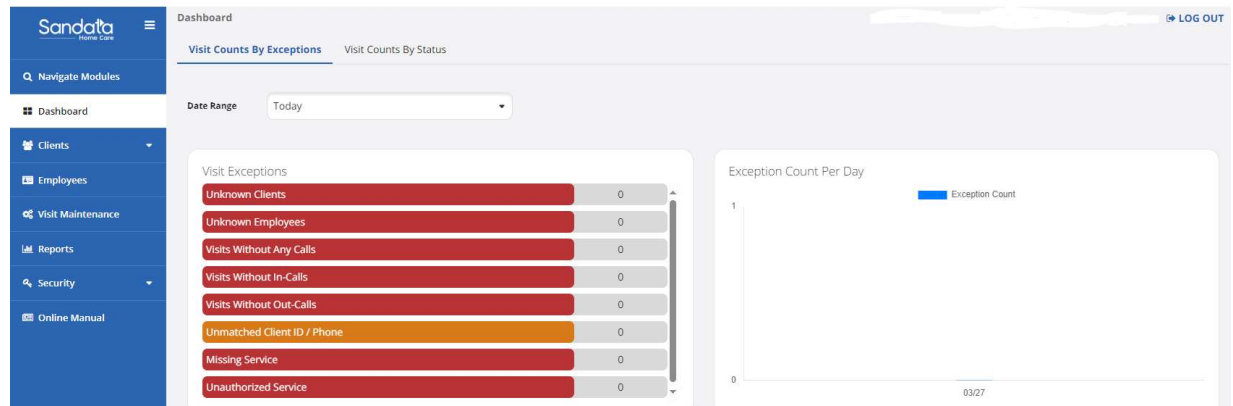 Sandata
Home Care
Navigate Modules
Dashboard
Clients
Employees
Visit Maintenance
Reports
Security
Online Manual
Dashboard
LOG OUT
Visit Counts By Exceptions
Visit Counts By Status
Date Range
Today
Visit Exceptions
Unknown Clients 0
Unknown Employees 0
Visits Without Any Calls 0
Visits Without In-Calls 0
Visits Without Out-Calls 0
Unmatched Client ID / Phone 0
Missing Service 0
Unauthorized Service 0
Exception Count Per Day
Exception Count
1
0
03/27